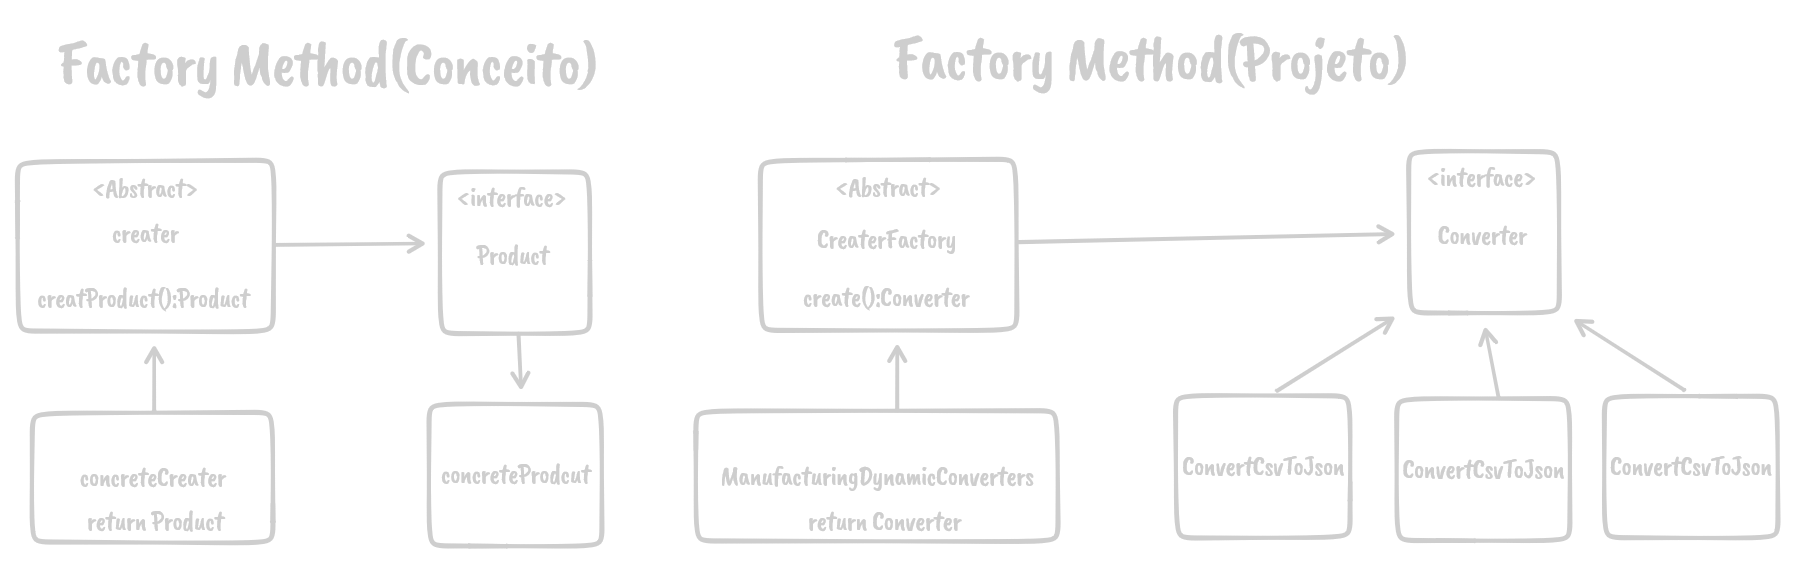 Factory Method(Conceito)
<Abstract>
creater
creatProduct():Product
<interface>
Product
concreteCreater
return Product
concreteProdcut
Factory Method(Projeto)
<Abstract>
CreaterFactory
create():Converter
<interface>
Converter
ManufacturingDynamicConverters
return Converter
ConvertCsvToJson
ConvertCsvToJson
ConvertCsvToJson